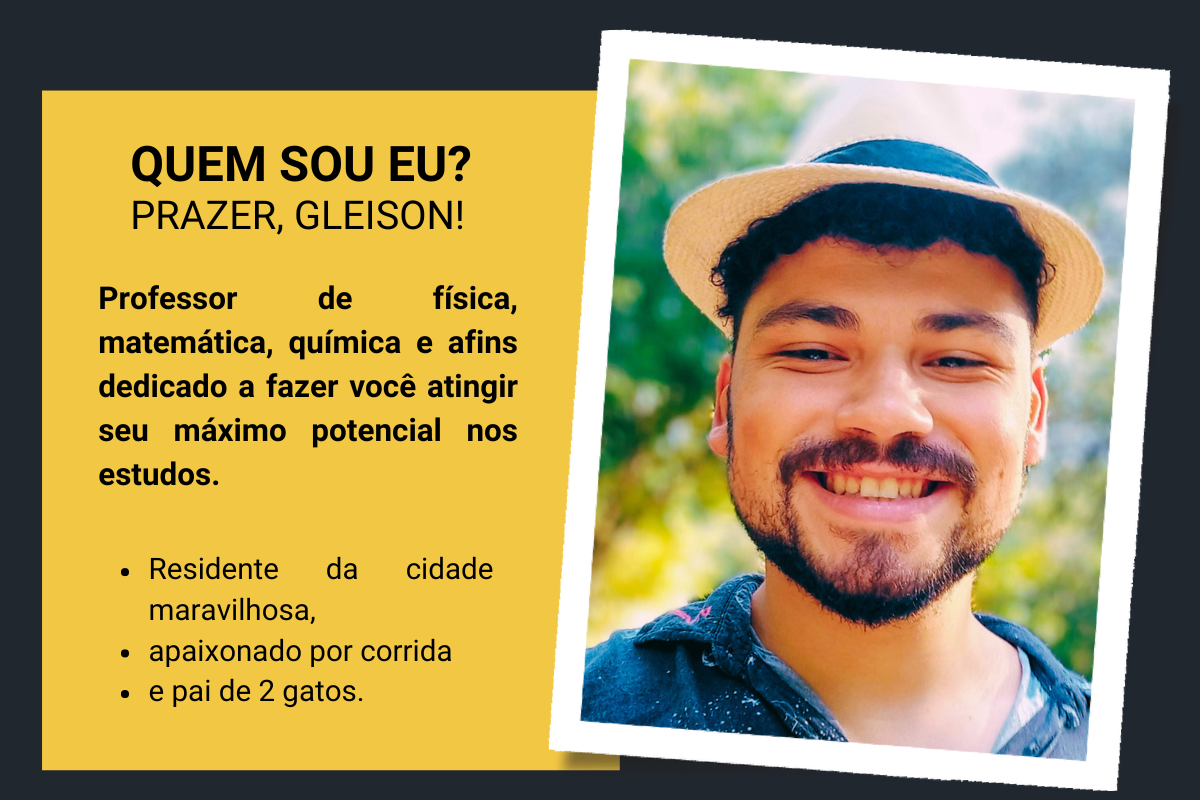 QUEM SOU EU?
PRAZER, GLEISON!
Professor de física,
matemática, química e afins
dedicado a fazer você atingir
seu máximo potencial nos
estudos.
• Residente da cidade
maravilhosa,
• apaixonado por corrida
• e pai de 2 gatos.